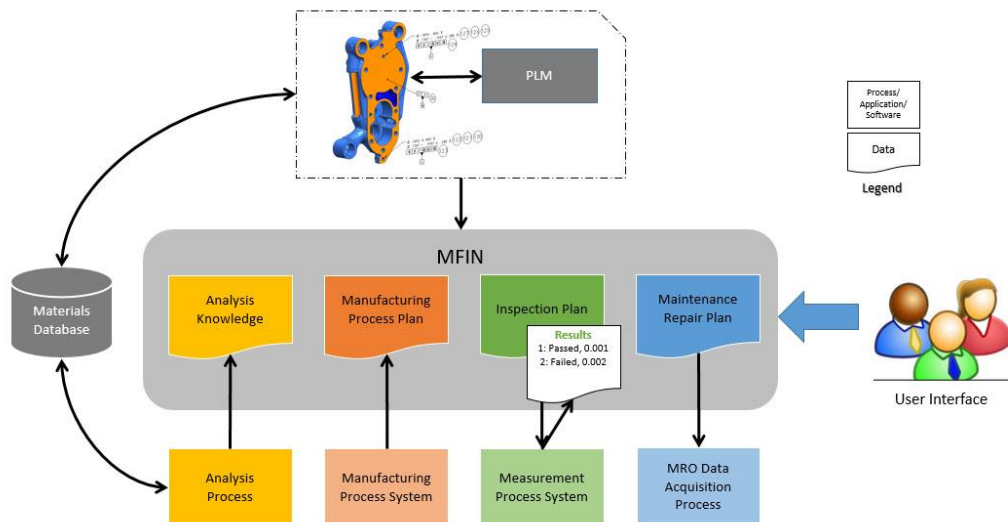 PLM
Process/
Application/
Software
Data
Legend
MFIN
Materials
Database
Analysis
Knowledge
Manufacturing
Process Plan
Inspection Plan
Results
1: Passed, 0.001
2: Failed, 0.002
Maintenance
Repair Plan
User Interface
Analysis
Process
Manufacturing
Process System
Measurement
Process System
MRO Data
Acquisition
Process